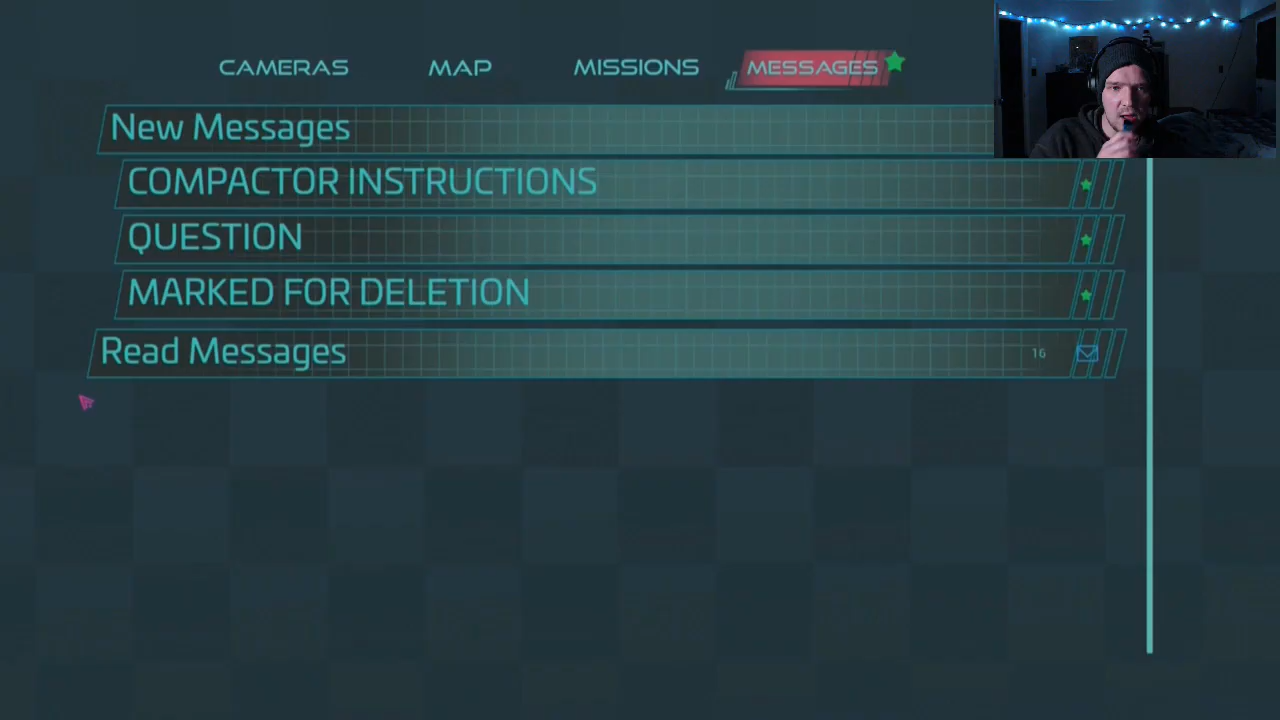 CAMERAS MAP MISSIONS MESSAGES
New Messages
COMPACTOR INSTRUCTIONS
QUESTION
MARKED FOR DELETION
Read Messages 16